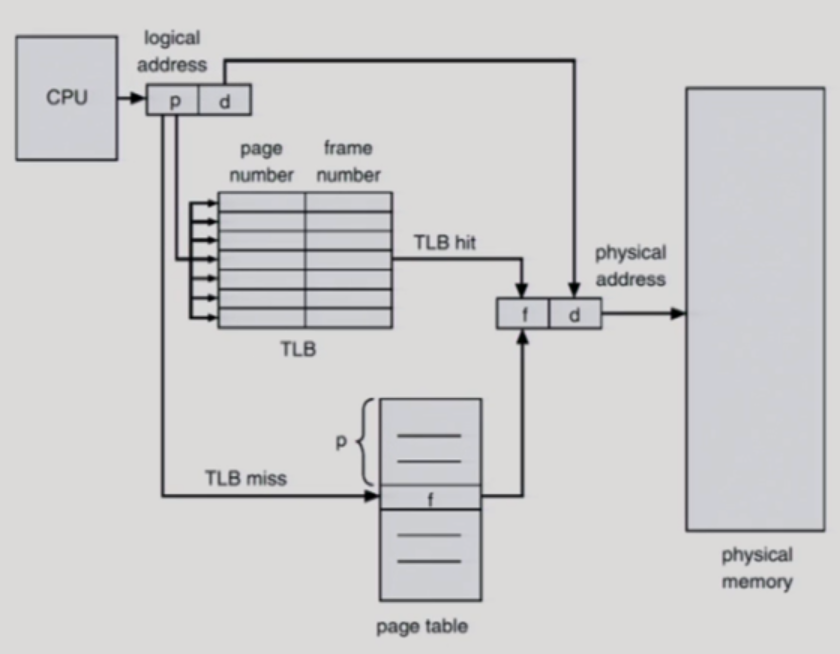 logical
address
CPU
p
d
page
number
frame
number
TLB hit
physical
address
f
d
TLB
p
TLB miss
f
page table
physical
memory